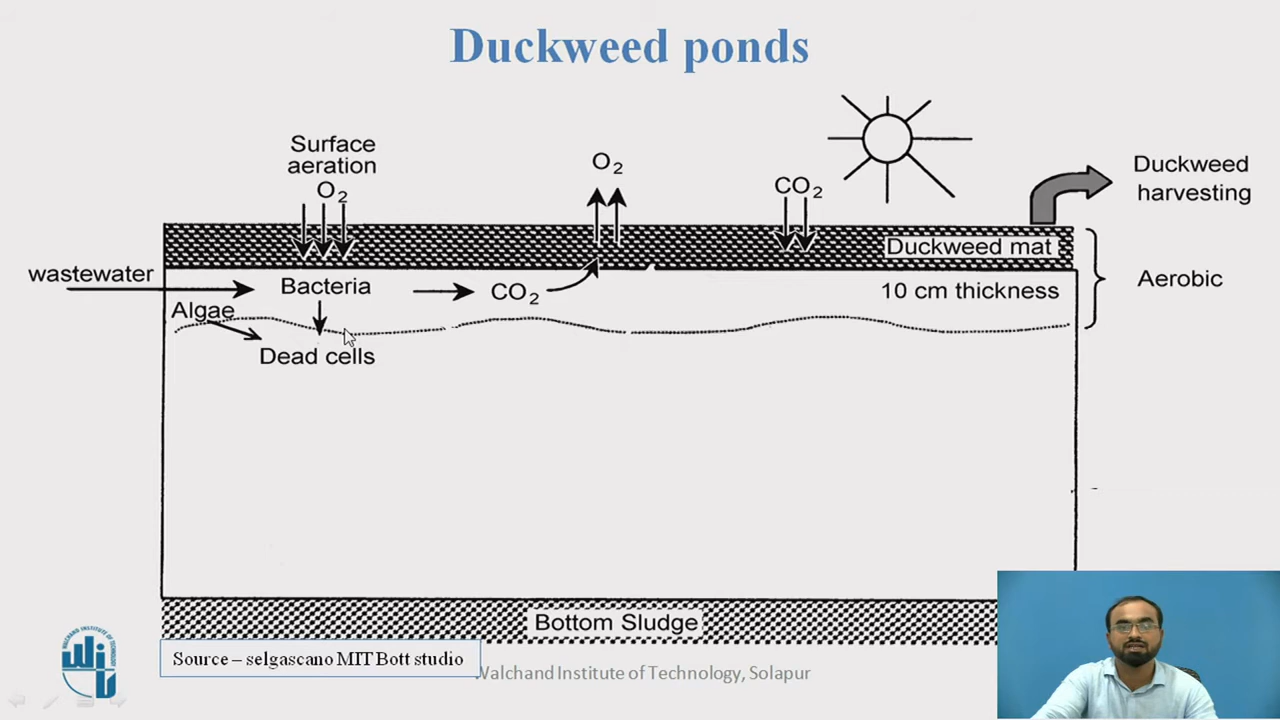 Duckweed ponds
Surface
aeration
O2
O2
CO2
Duckweed
harvesting
Duckweed mat
wastewater
Bacteria
CO2
10 cm thickness
Aerobic
Algae
Dead cells
Bottom Sludge
Source – selgascano MIT Bott studio
Walchand Institute of Technology, Solapur